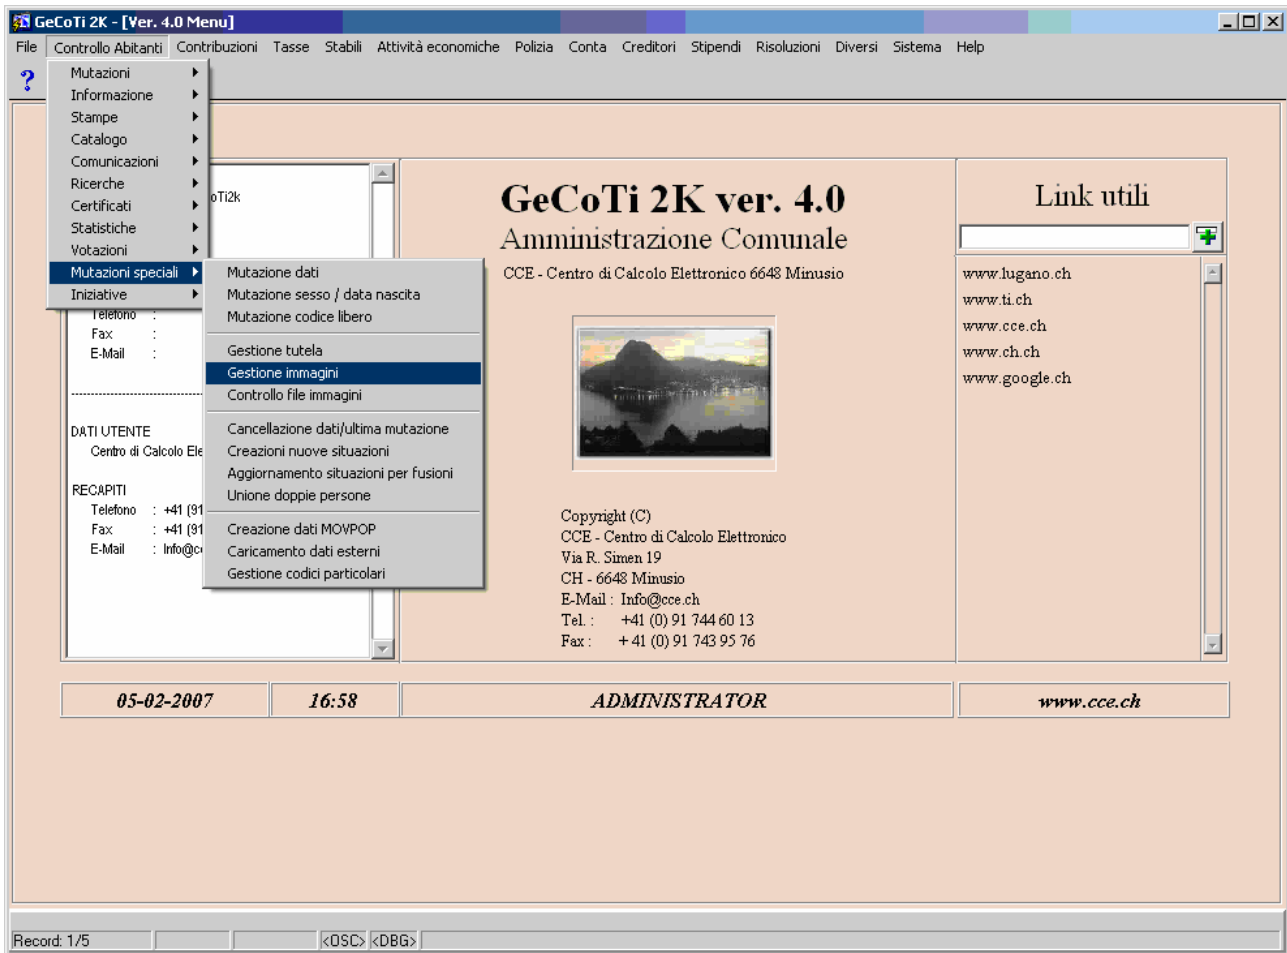 GeCoTi 2K - [Ver. 4.0 Menu]
File Controllo Abitanti Contribuzioni Tasse Stabili Attività economiche Polizia Conta Creditori Stipendi Risoluzioni Diversi Sistema Help
?
Mutazioni
Informazione
Stampe
Catalogo
Comunicazioni
Ricerche
Certificati
Statistiche
Votazioni
Mutazioni speciali
Iniziative
Mutazione dati
Mutazione sesso / data nascita
Mutazione codice libero
Gestione tutela
Gestione immagini
Controllo file immagini
Cancellazione dati/ultima mutazione
Creazioni nuove situazioni
Aggiornamento situazioni per fusioni
Unione doppie persone
Creazione dati MOVPOP
Caricamento dati esterni
Gestione codici particolari
oTi2k
Telefono :
Fax :
E-Mail :
DATI UTENTE
Centro di Calcolo Ele
RECAPITI
Telefono : +41 (91
Fax : +41 (91
E-Mail : Info@cc
GeCoTi 2K ver. 4.0
Amministrazione Comunale
CCE - Centro di Calcolo Elettronico 6648 Minusio
Copyright (C)
CCE - Centro di Calcolo Elettronico
Via R. Simen 19
CH - 6648 Minusio
E-Mail : Info@cce.ch
Tel. : +41 (0) 91 744 60 13
Fax : + 41 (0) 91 743 95 76
Link utili
www.lugano.ch
www.ti.ch
www.cce.ch
www.ch.ch
www.google.ch
05-02-2007 16:58 ADMINISTRATOR www.cce.ch
Record: 1/5 <OSC> <DBG>